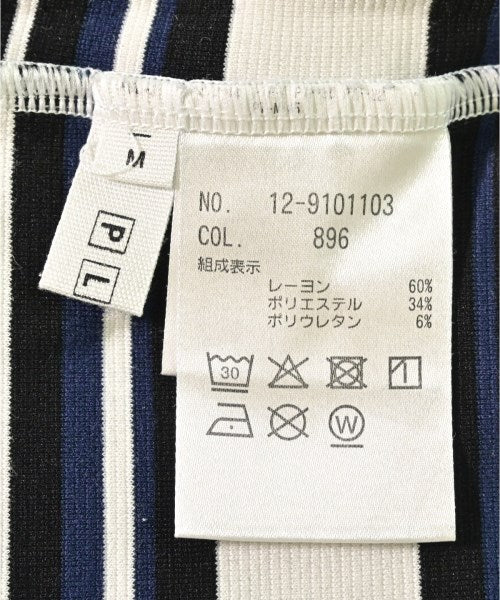 M
P
L
NO. 12-9101103
COL. 896
組成表示
レーヨン 60%
ポリエステル 34%
ポリウレタン 6%
30
W